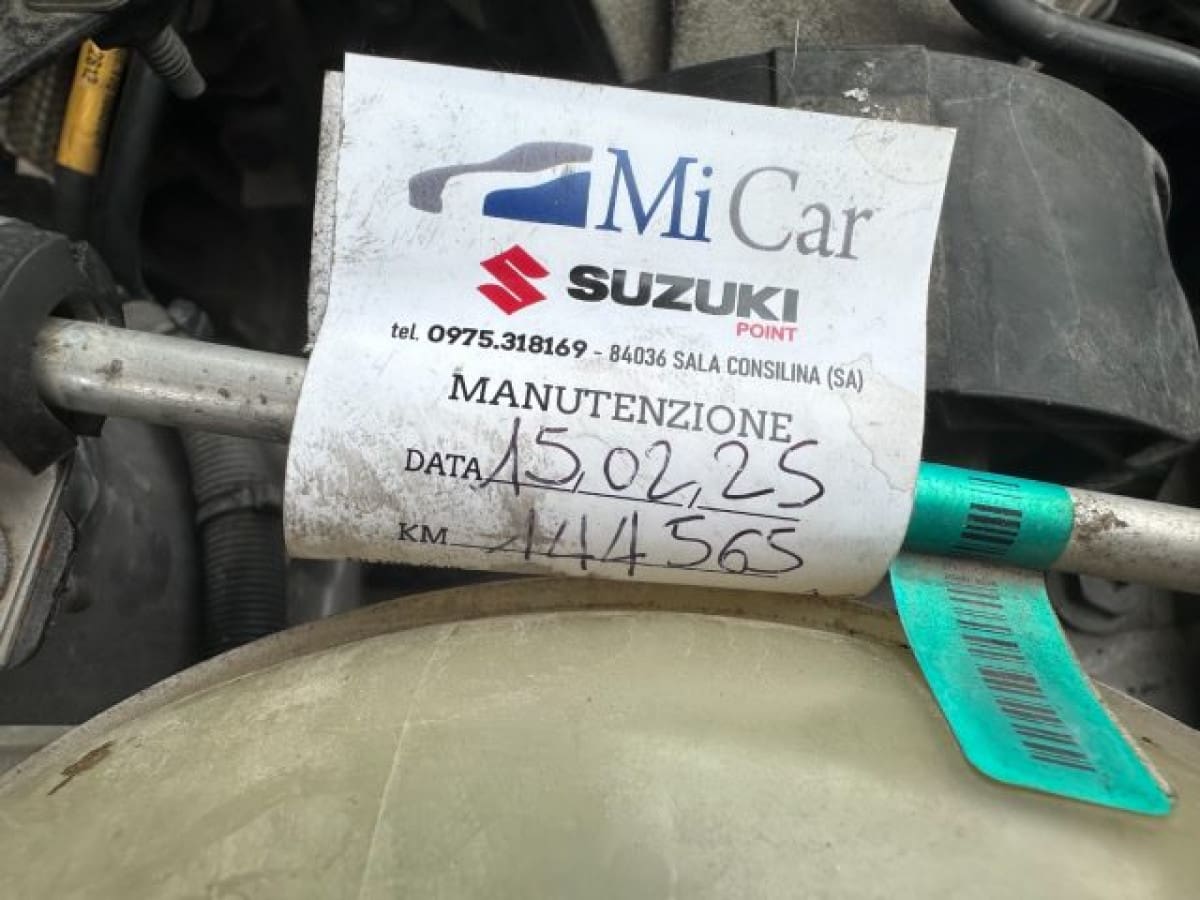 MiCar
SUZUKI
POINT
tel. 0975.318169 - 84036 SALA CONSILINA (SA)
MANUTENZIONE
DATA 15,02,25
KM 144565